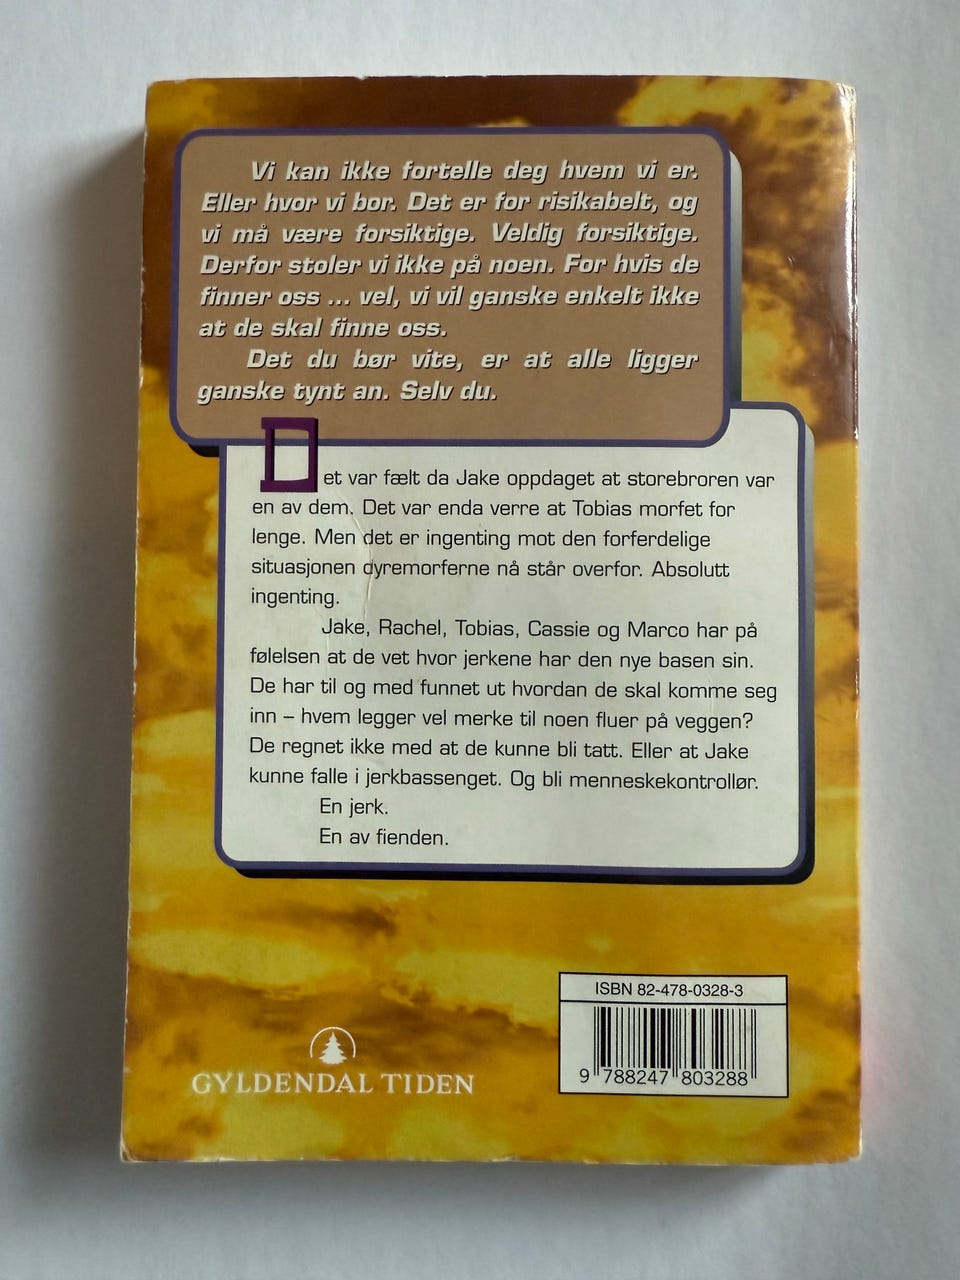 Vi kan ikke fortelle deg hvem vi er.
Eller hvor vi bor. Det er for risikabelt, og
vi må være forsiktige. Veldig forsiktige.
Derfor stoler vi ikke på noen. For hvis de
finner oss ... vel, vi vil ganske enkelt ikke
at de skal finne oss.
Det du bør vite, er at alle ligger
ganske tynt an. Selv du.
Det var fælt da Jake oppdaget at storebroren var
en av dem. Det var enda verre at Tobias morfet for
lenge. Men det er ingenting mot den forferdelige
situasjonen dyremorferne nå står overfor. Absolutt
ingenting.
Jake, Rachel, Tobias, Cassie og Marco har på
følelsen at de vet hvor jerkene har den nye basen sin.
De har til og med funnet ut hvordan de skal komme seg
inn – hvem legger vel merke til noen fluer på veggen?
De regnet ikke med at de kunne bli tatt. Eller at Jake
kunne falle i jerkbassenget. Og bli menneskekontrollør.
En jerk.
En av fienden.
ISBN 82-478-0328-3
9 788247 803288
GYLDENDAL TIDEN